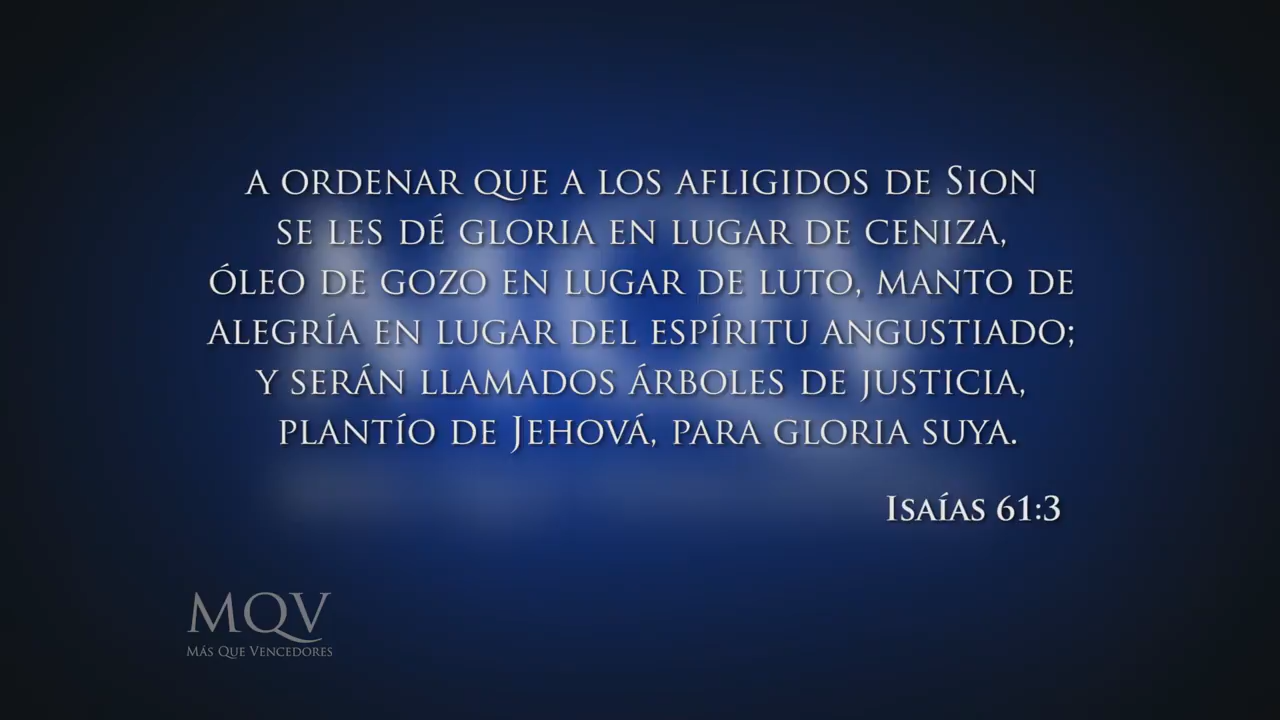 A ORDENAR QUE A LOS AFLIGIDOS DE SION
SE LES DÉ GLORIA EN LUGAR DE CENIZA,
ÓLEO DE GOZO EN LUGAR DE LUTO, MANTO DE
ALEGRÍA EN LUGAR DEL ESPÍRITU ANGUSTIADO;
Y SERÁN LLAMADOS ÁRBOLES DE JUSTICIA,
PLANTÍO DE JEHOVÁ, PARA GLORIA SUYA.
ISAÍAS 61:3
MQV
MÁS QUE VENCEDORES